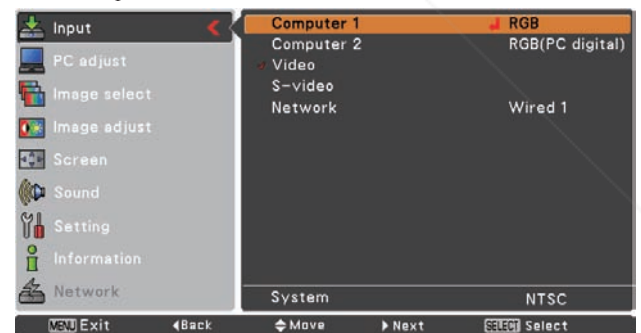 Input
PC adjust
Image select
Image adjust
Screen
Sound
Setting
Information
Network
Computer 1 RGB
Computer 2 RGB(PC digital)
Video
S-video
Network Wired 1
System NTSC
MENU Exit Back Move Next SELECT Select